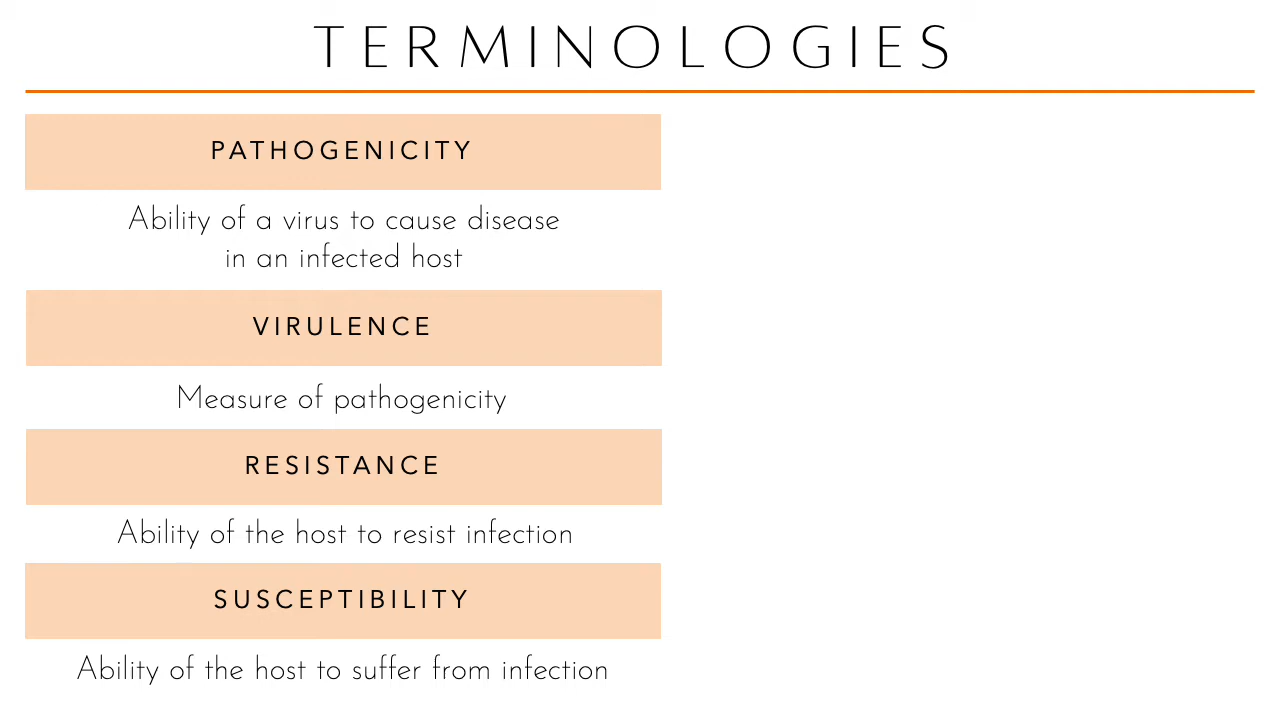 TERMINOLOGIES
PATHOGENICITY
Ability of a virus to cause disease
in an infected host
VIRULENCE
Measure of pathogenicity
RESISTANCE
Ability of the host to resist infection
SUSCEPTIBILITY
Ability of the host to suffer from infection